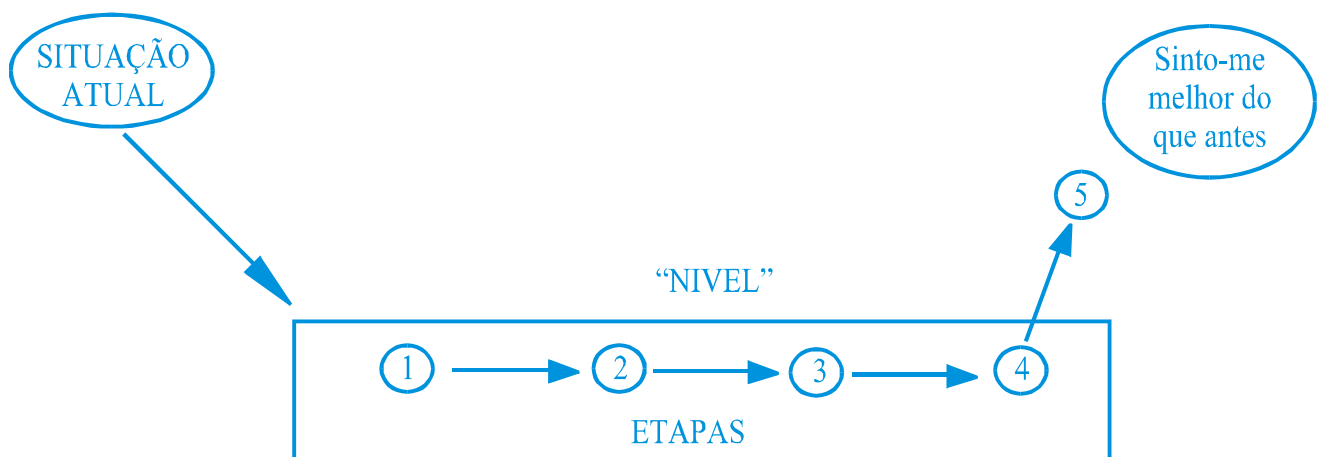 SITUAÇÃO
ATUAL
Sinto-me
melhor do
que antes
5
“NIVEL”
1 2 3 4
ETAPAS